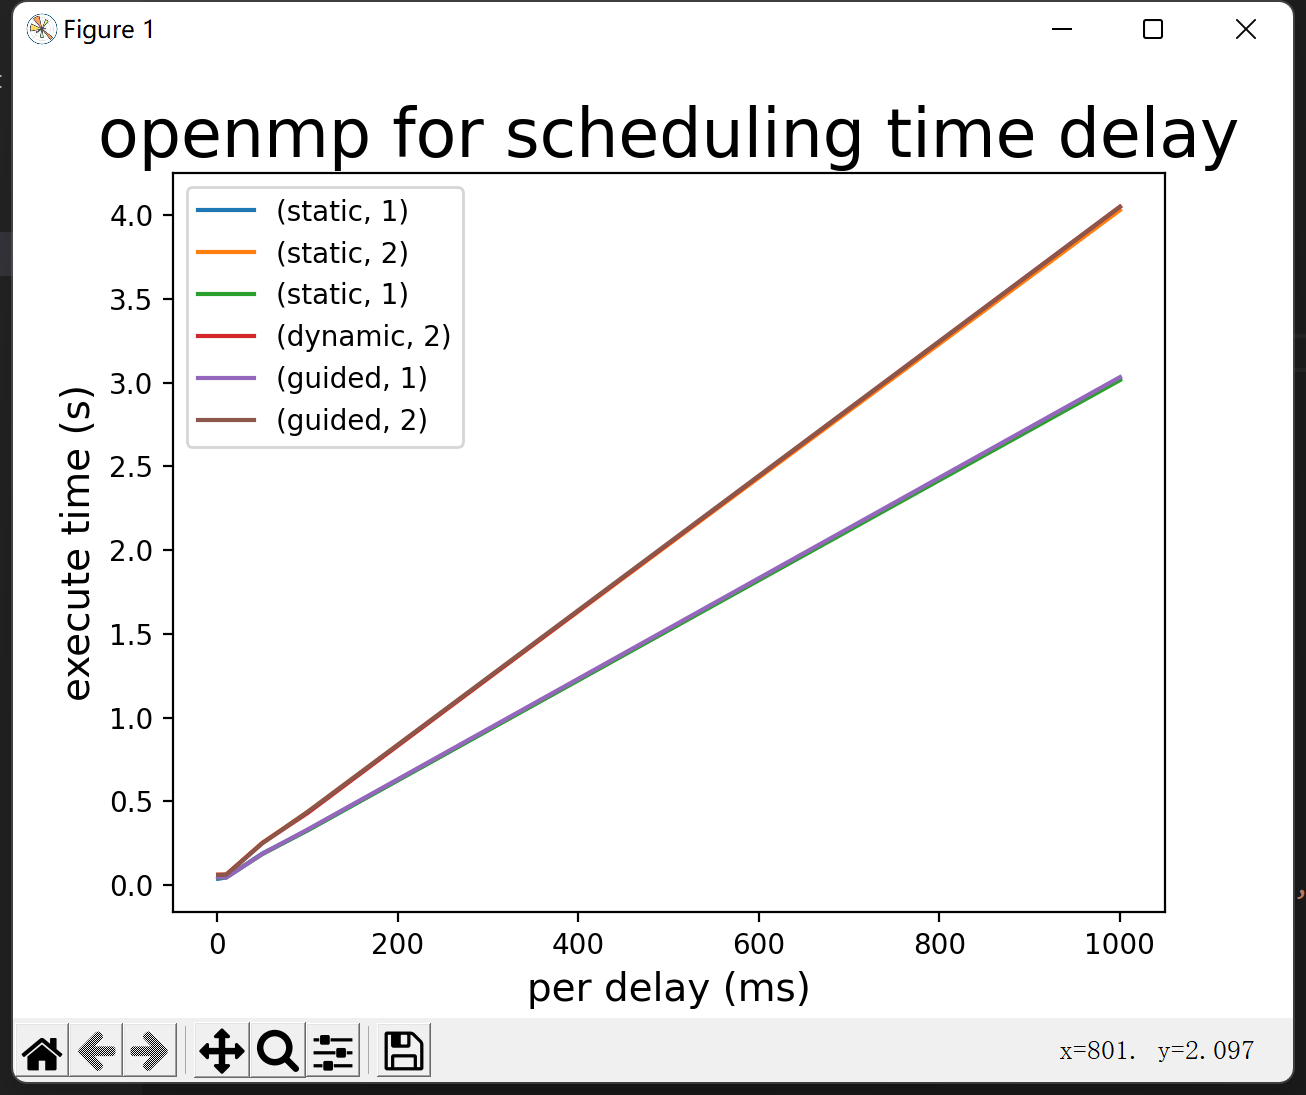 Figure 1
openmp for scheduling time delay
(static, 1)
(static, 2)
(static, 1)
(dynamic, 2)
(guided, 1)
(guided, 2)
4.0
3.5
3.0
2.5
2.0
1.5
1.0
0.5
0.0
execute time (s)
0 200 400 600 800 1000
per delay (ms)
x=801. y=2.097